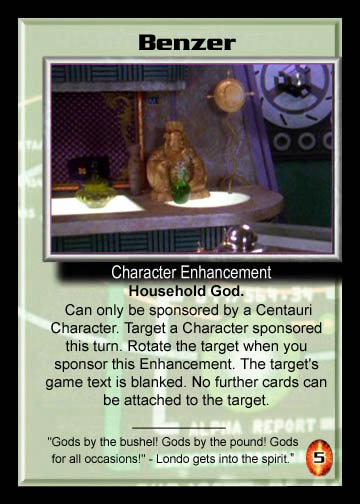 Benzer
Character Enhancement
Household God.
Can only be sponsored by a Centauri
Character. Target a Character sponsored
this turn. Rotate the target when you
sponsor this Enhancement. The target's
game text is blanked. No further cards can
be attached to the target.
"Gods by the bushel! Gods by the pound! Gods
for all occasions!" - Londo gets into the spirit."
5
ALPHA REPORT